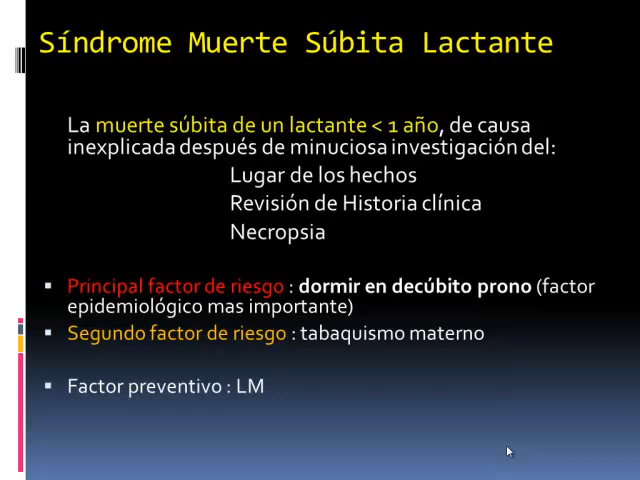 Síndrome Muerte Súbita Lactante
La muerte súbita de un lactante < 1 año, de causa
inexplicada después de minuciosa investigación del:
Lugar de los hechos
Revisión de Historia clínica
Necropsia
▪ Principal factor de riesgo : dormir en decúbito prono (factor
epidemiológico mas importante)
▪ Segundo factor de riesgo : tabaquismo materno
▪ Factor preventivo : LM